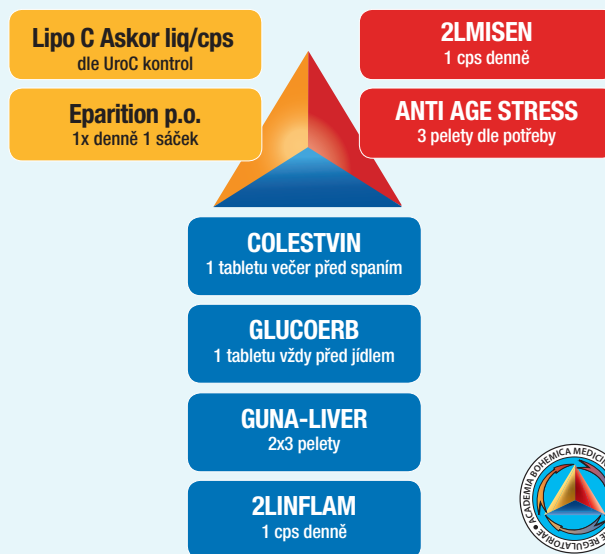 Lipo C Askor liq/cps
dle UroC kontrol
Eparition p.o.
1x denně 1 sáček
2LMISEN
1 cps denně
ANTI AGE STRESS
3 pelety dle potřeby
COLESTVIN
1 tabletu večer před spaním
GLUCOERB
1 tabletu vždy před jídlem
GUNA-LIVER
2x3 pelety
2LINFLAM
1 cps denně
ACADEMIA BOHEMICA
REGULATORIAE